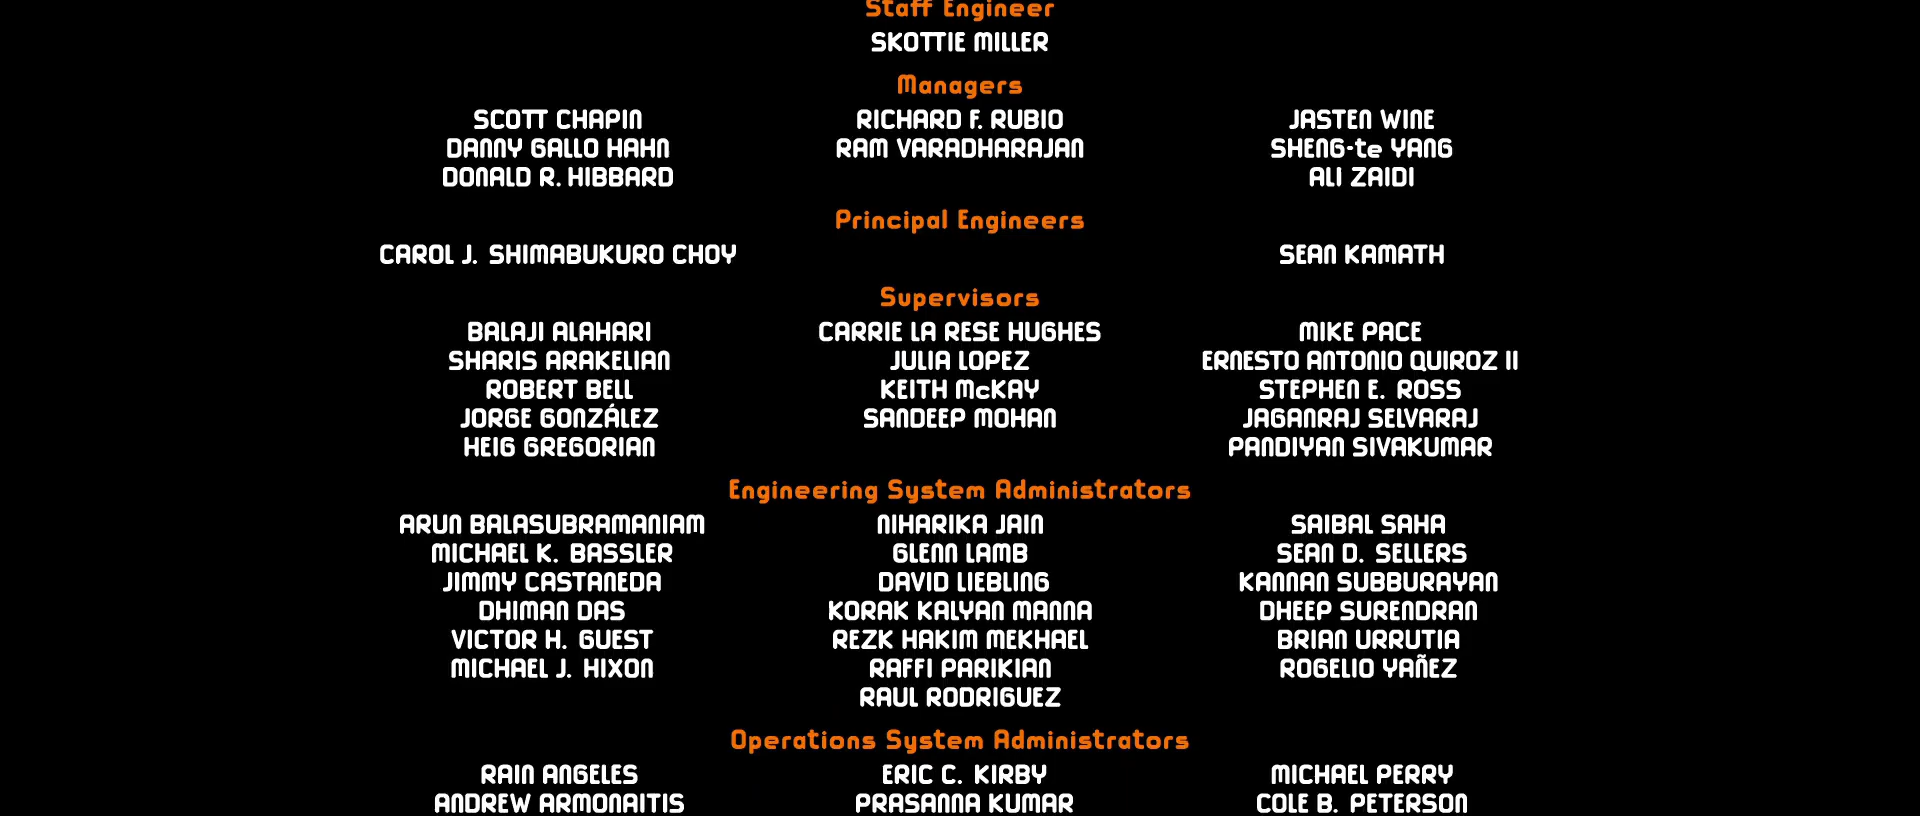 Staff Engineer
SKOTTIE MILLER
Managers
SCOTT CHAPIN RICHARD F. RUBIO JASTEN WINE
DANNY GALLO HAHN RAM VARADHARAJAN SHENG-te YANG
DONALD R. HIBBARD ALI ZAIDI
Principal Engineers
CAROL J. SHIMABUKURO CHOY SEAN KAMATH
Supervisors
BALAJI ALAHARI CARRIE LA RESE HUGHES MIKE PACE
SHARIS ARAKELIAN JULIA LOPEZ ERNESTO ANTONIO QUIROZ II
ROBERT BELL KEITH McKAY STEPHEN E. ROSS
JORGE GONZÁLEZ SANDEEP MOHAN JAGANRAJ SELVARAJ
HEIG GREGORIAN PANDIYAN SIVAKUMAR
Engineering System Administrators
ARUN BALASUBRAMANIAM NIHARIKA JAIN SAIBAL SAHA
MICHAEL K. BASSLER GLENN LAMB SEAN D. SELLERS
JIMMY CASTANEDA DAVID LIEBLING KANNAN SUBBURAYAN
DHIMAN DAS KORAK KALYAN MANNA DHEEP SURENDRAN
VICTOR H. GUEST REZK HAKIM MEKHAEL BRIAN URRUTIA
MICHAEL J. HIXON RAFFI PARIKIAN ROGELIO YAÑEZ
RAUL RODRIGUEZ
Operations System Administrators
RAIN ANGELES ERIC C. KIRBY MICHAEL PERRY
ANDREW ARMONAITIS PRASANNA KUMAR COLE B. PETERSON